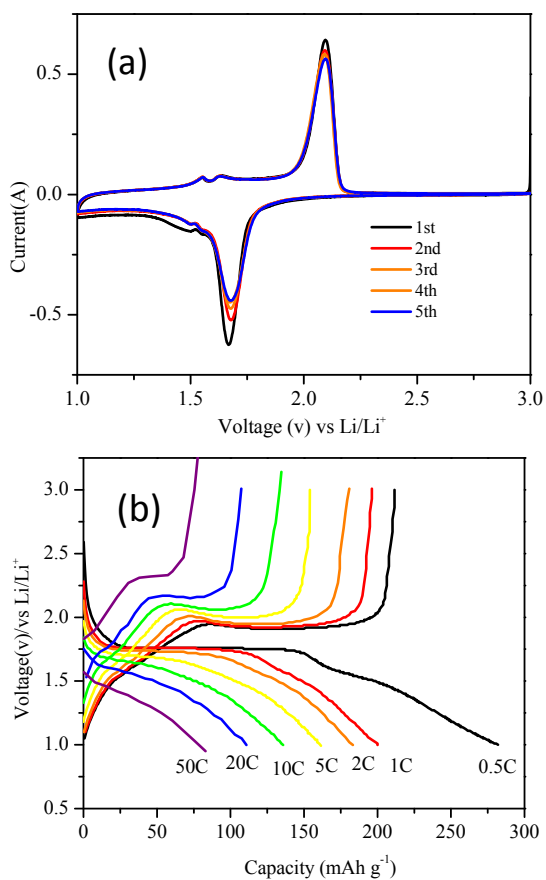 (a)
0.5
0.0
-0.5
Current(A)
1st
2nd
3rd
4th
5th
1.0 1.5 2.0 2.5 3.0
Voltage (v) vs Li/Li⁺
(b)
3.0
2.5
2.0
1.5
1.0
0.5
Voltage(v)/vs Li/Li⁺
50C 20C 10C 5C 2C 1C 0.5C
0 50 100 150 200 250 300
Capacity (mAh g⁻¹)